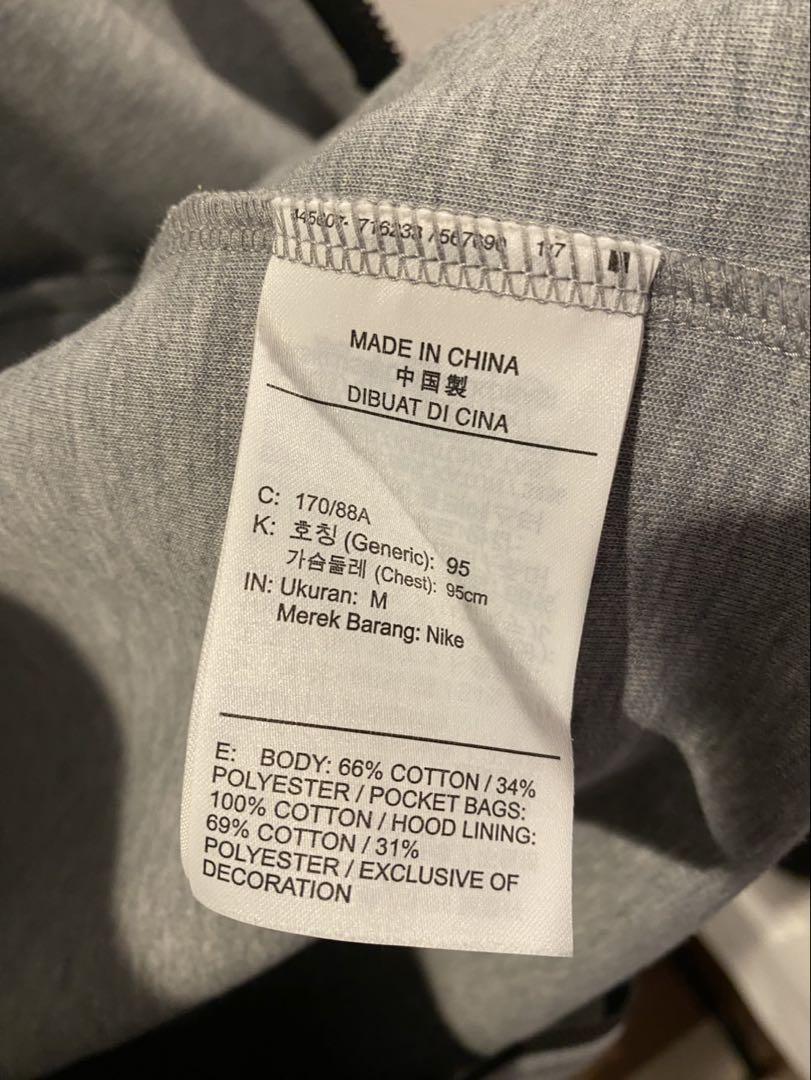 MADE IN CHINA
中国製
DIBUAT DI CINA
C: 170/88A
K: 호칭 (Generic): 95
가슴둘레 (Chest): 95cm
IN: Ukuran: M
Merek Barang: Nike
E: BODY: 66% COTTON / 34%
POLYESTER / POCKET BAGS:
100% COTTON / HOOD LINING:
69% COTTON / 31%
POLYESTER / EXCLUSIVE OF
DECORATION